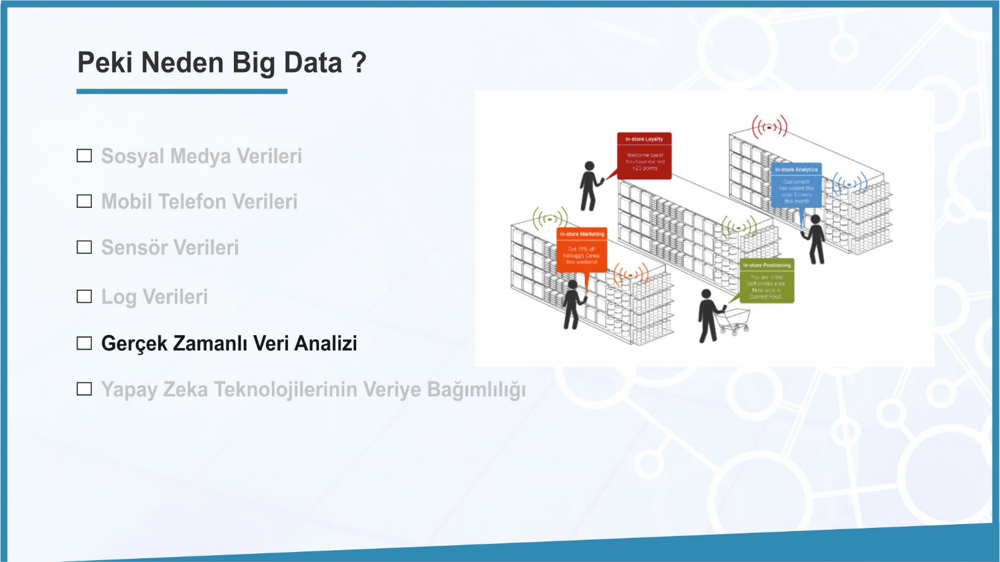 Peki Neden Big Data ?
Sosyal Medya Verileri
Mobil Telefon Verileri
Sensör Verileri
Log Verileri
Gerçek Zamanlı Veri Analizi
Yapay Zeka Teknolojilerinin Veriye Bağımlılığı
In-store Loyalty
Welcome back!
You have earned
+20 points
In-store Analytics
CustomerX
has visited this
aisle 5 times
this month
In-store Marketing
Get 15% off
Kellogg's Cereal
this weekend
In-store Positioning
You are in the
Soft Drinks aisle.
Next aisle is
Canned Food.